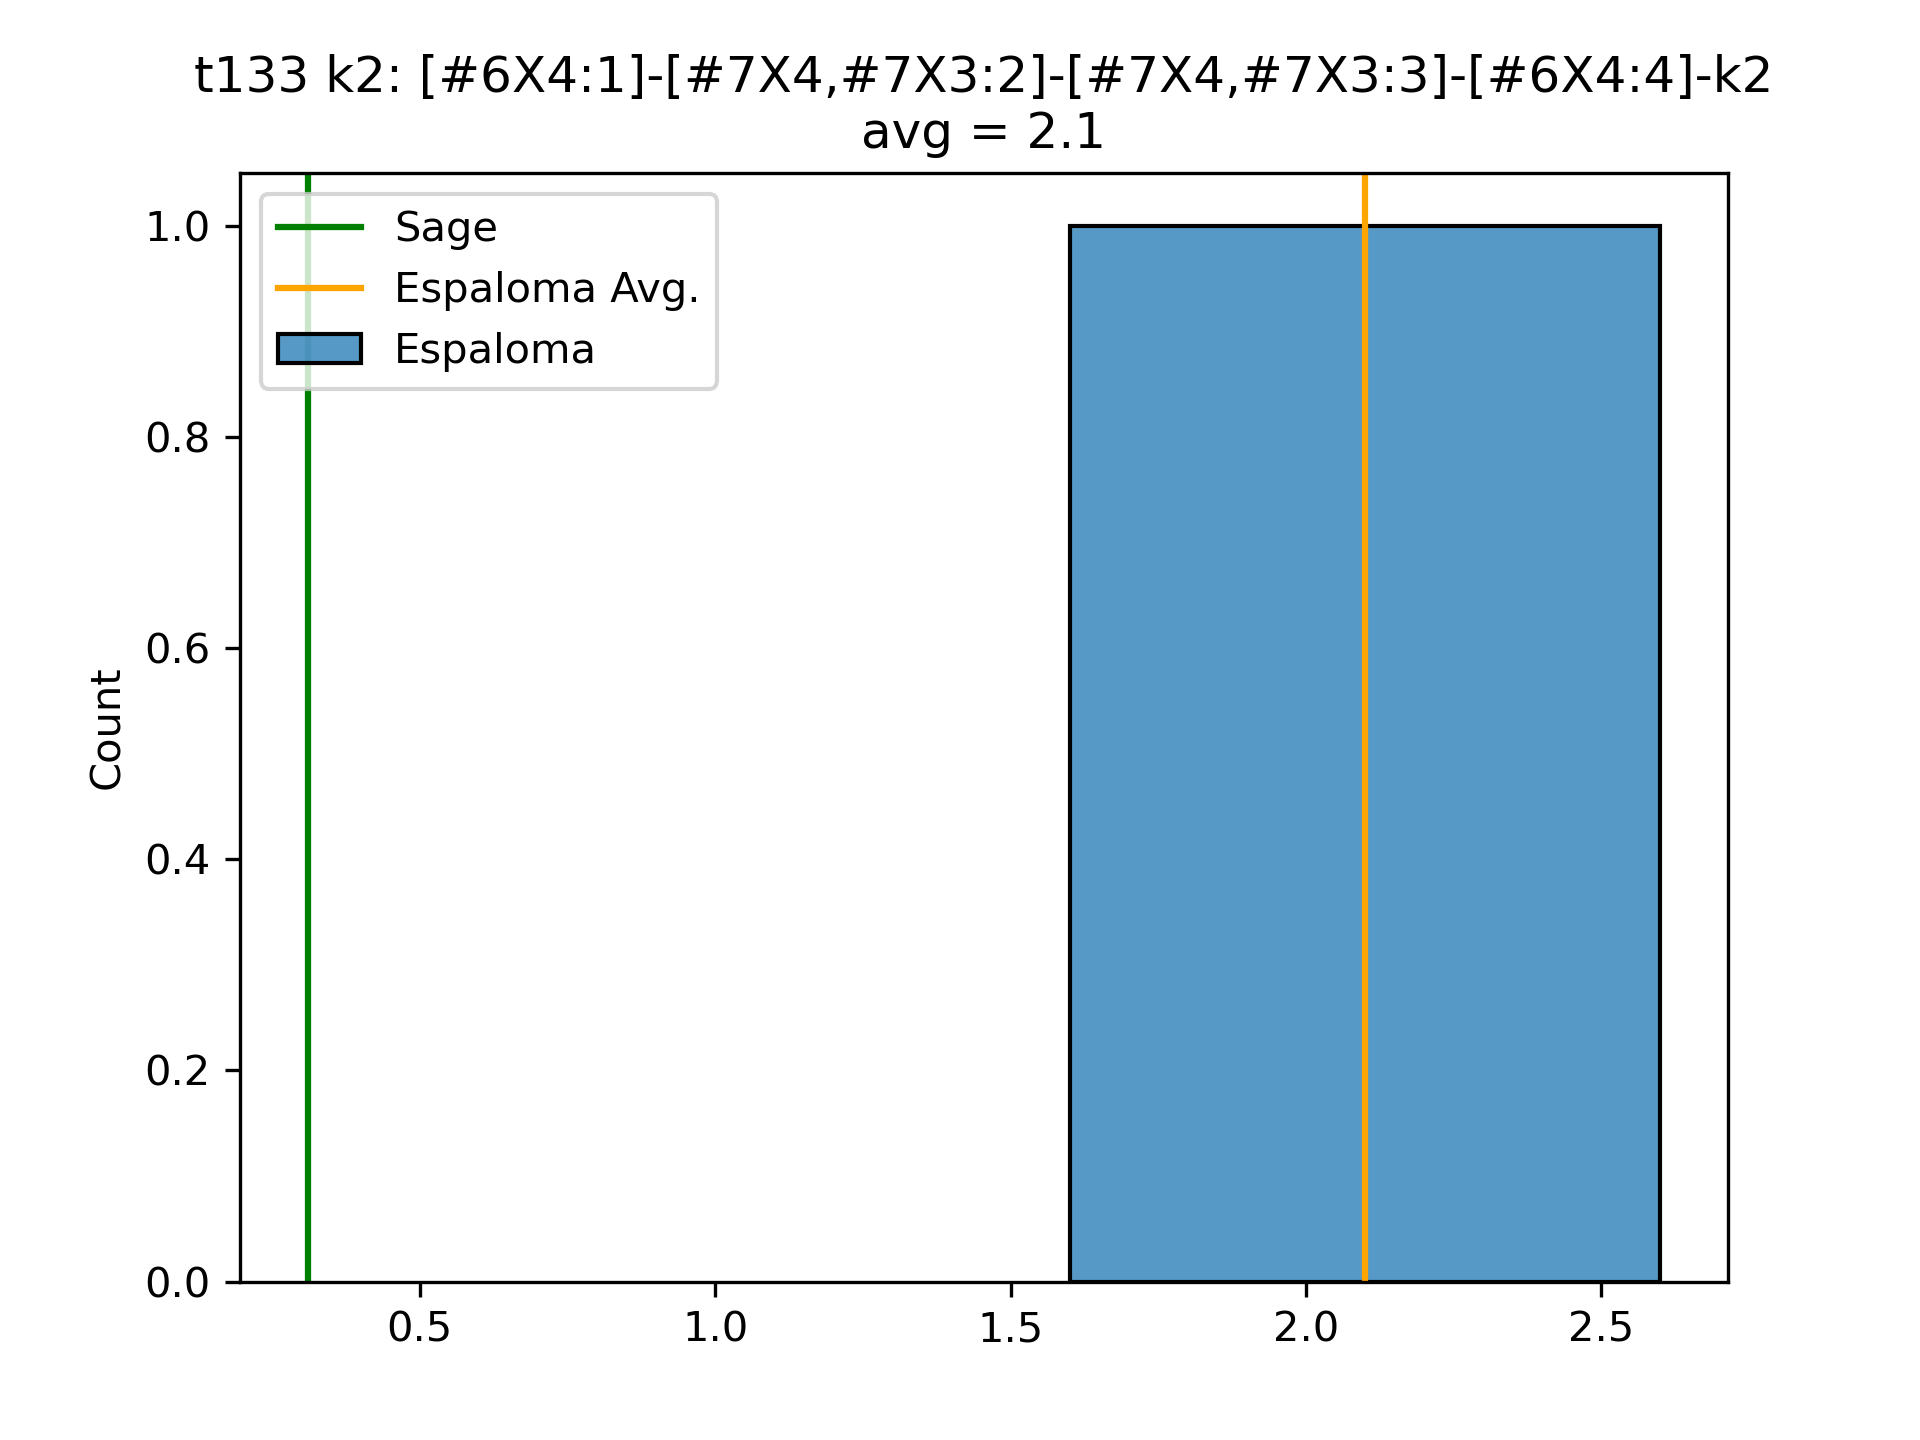 t133 k2: [#6X4:1]-[#7X4,#7X3:2]-[#7X4,#7X3:3]-[#6X4:4]-k2
avg = 2.1
Sage
Espaloma Avg.
Espaloma
Count
1.0
0.8
0.6
0.4
0.2
0.0
0.5
1.0
1.5
2.0
2.5